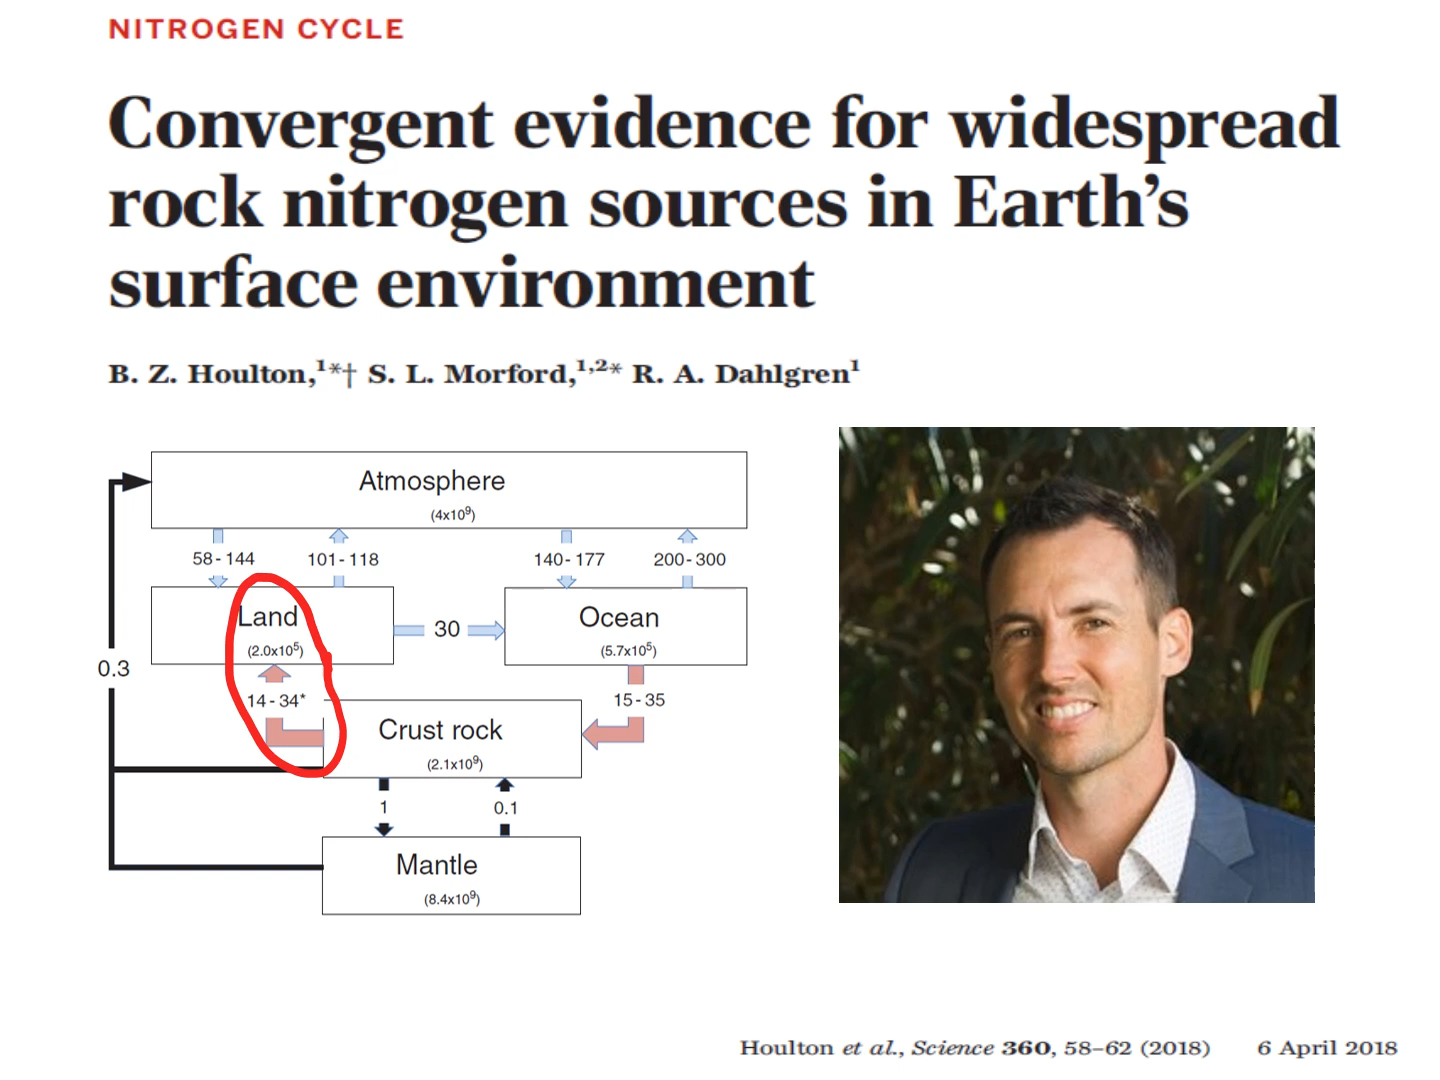 NITROGEN CYCLE
Convergent evidence for widespread
rock nitrogen sources in Earth’s
surface environment
B. Z. Houlton,¹*† S. L. Morford,¹,²* R. A. Dahlgren¹
Atmosphere
(4x10⁹)
58-144
101-118
140-177
200-300
Land
(2.0x10⁵)
30
Ocean
(5.7x10⁵)
0.3
14-34*
15-35
Crust rock
(2.1x10⁹)
1
0.1
Mantle
(8.4x10⁹)
Houlton et al., Science 360, 58–62 (2018) 6 April 2018